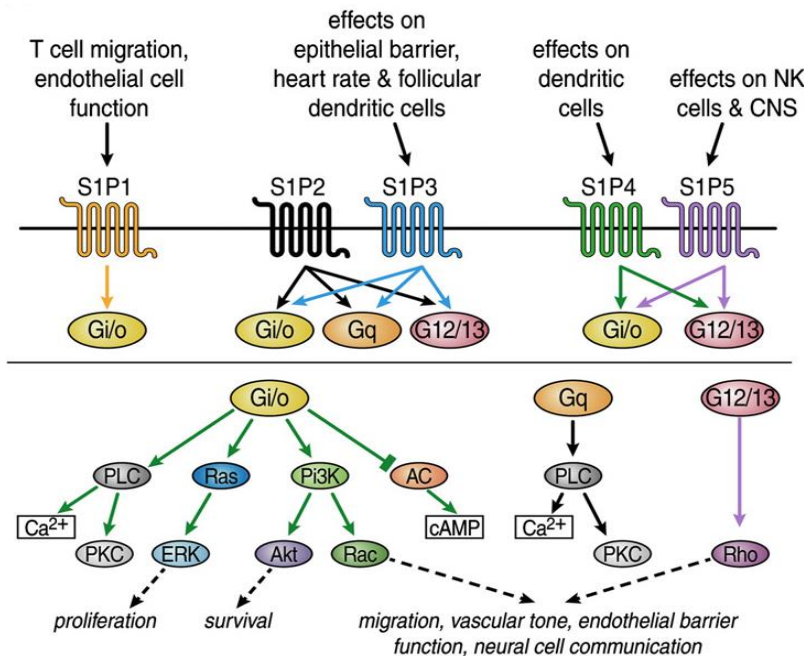 T cell migration,
endothelial cell
function
effects on
epithelial barrier,
heart rate & follicular
dendritic cells
effects on
dendritic
cells
effects on NK
cells & CNS
S1P1
S1P2
S1P3
S1P4
S1P5
Gi/o
Gi/o
Gq
G12/13
Gi/o
G12/13
Gi/o
Gq
G12/13
PLC
Ras
Pi3K
AC
PLC
Ca2+
cAMP
Ca2+
PKC
ERK
Akt
Rac
PKC
Rho
proliferation
survival
migration, vascular tone, endothelial barrier
function, neural cell communication